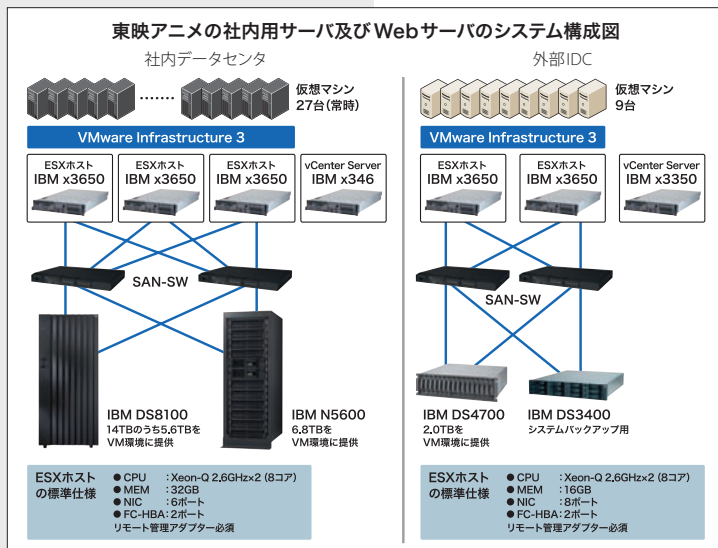 東映アニメの社内用サーバ及びWebサーバのシステム構成図
社内データセンタ
仮想マシン
27台(常時)
VMware Infrastructure 3
ESXホスト
IBM x3650
ESXホスト
IBM x3650
ESXホスト
IBM x3650
vCenter Server
IBM x346
SAN-SW
IBM DS8100
14TBのうち5.6TBを
VM環境に提供
IBM N5600
6.8TBを
VM環境に提供
ESXホスト
の標準仕様
●CPU :Xeon-Q 2.6GHz×2 (8コア)
●MEM :32GB
●NIC :6ポート
●FC-HBA:2ポート
リモート管理アダプター必須
外部IDC
仮想マシン
9台
VMware Infrastructure 3
ESXホスト
IBM x3650
ESXホスト
IBM x3650
vCenter Server
IBM x3350
SAN-SW
IBM DS4700
2.0TBを
VM環境に提供
IBM DS3400
システムバックアップ用
ESXホスト
の標準仕様
●CPU :Xeon-Q 2.6GHz×2 (8コア)
●MEM :16GB
●NIC :8ポート
●FC-HBA:2ポート
リモート管理アダプター必須